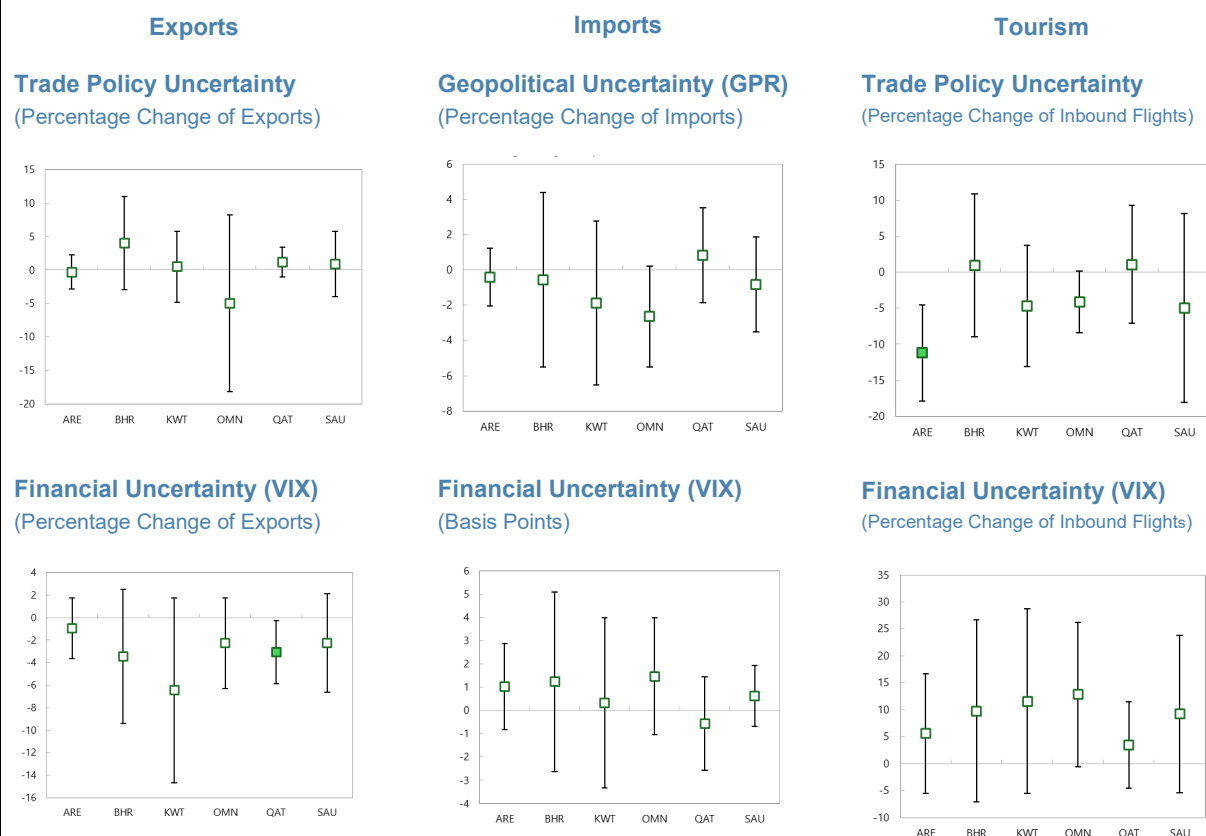 Exports
Imports
Tourism
Trade Policy Uncertainty
(Percentage Change of Exports)
Geopolitical Uncertainty (GPR)
(Percentage Change of Imports)
Trade Policy Uncertainty
(Percentage Change of Inbound Flights)
15
10
5
0
-5
-10
-15
-20
ARE BHR KWT OMN QAT SAU
6
4
2
0
-2
-4
-6
-8
ARE BHR KWT OMN QAT SAU
15
10
5
0
-5
-10
-15
-20
ARE BHR KWT OMN QAT SAU
Financial Uncertainty (VIX)
(Percentage Change of Exports)
Financial Uncertainty (VIX)
(Basis Points)
Financial Uncertainty (VIX)
(Percentage Change of Inbound Flights)
4
2
0
-2
-4
-6
-8
-10
-12
-14
-16
ARE BHR KWT OMN QAT SAU
6
5
4
3
2
1
0
-1
-2
-3
-4
ARE BHR KWT OMN QAT SAU
35
30
25
20
15
10
5
0
-5
-10
ARE BHR KWT OMN QAT SAU